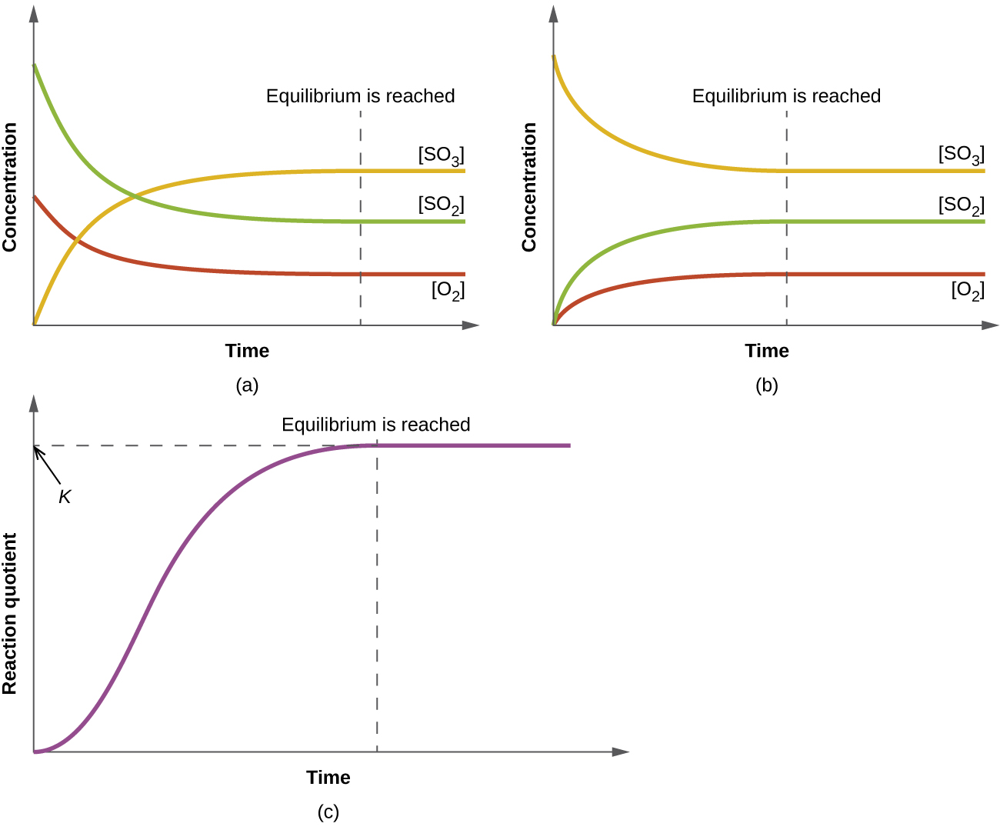 Equilibrium is reached
[SO₃]
[SO₂]
[O₂]
Concentration
Time
(a)
Equilibrium is reached
[SO₃]
[SO₂]
[O₂]
Concentration
Time
(b)
Equilibrium is reached
K
Reaction quotient
Time
(c)